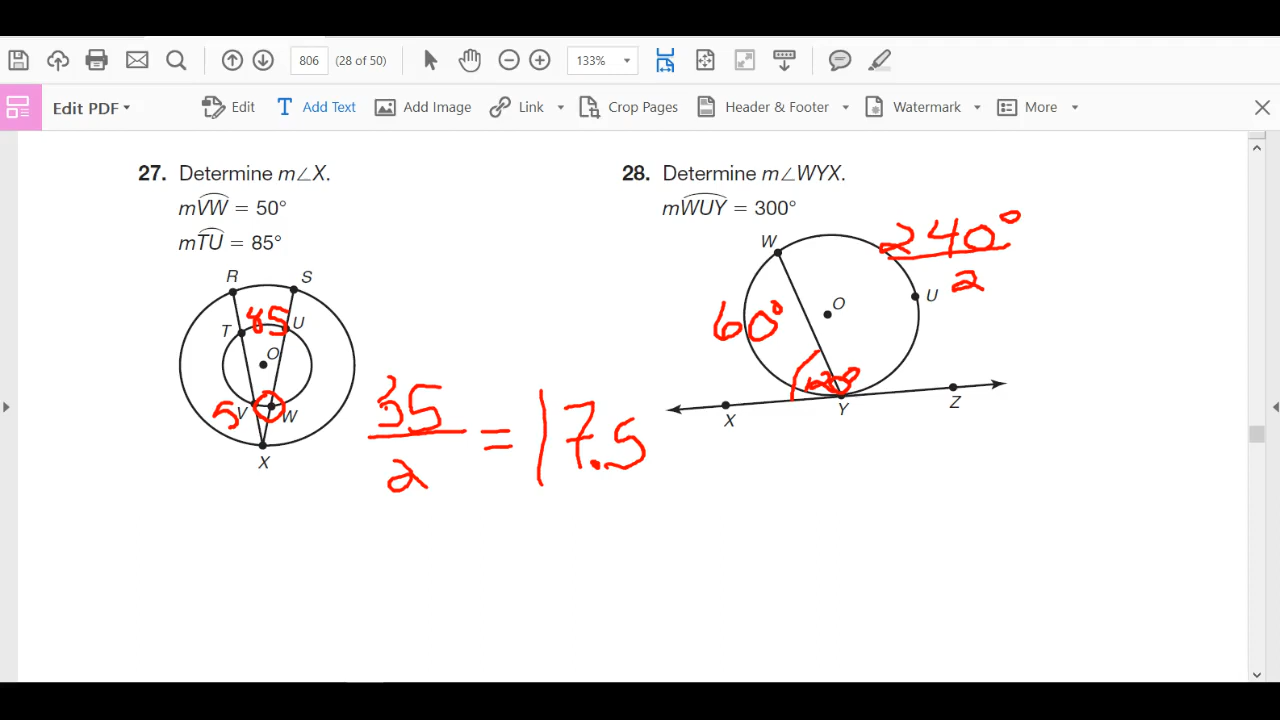 806 (28 of 50) 133%
Edit PDF Edit Add Text Add Image Link Crop Pages Header & Footer Watermark More
27. Determine m∠X.
mVW = 50°
mTU = 85°
R S
T 85 U
O
50 V W
X
35/2 = 17.5
28. Determine m∠WYX.
mWUY = 300°
W 240°/2
U
O
60°
X Y Z